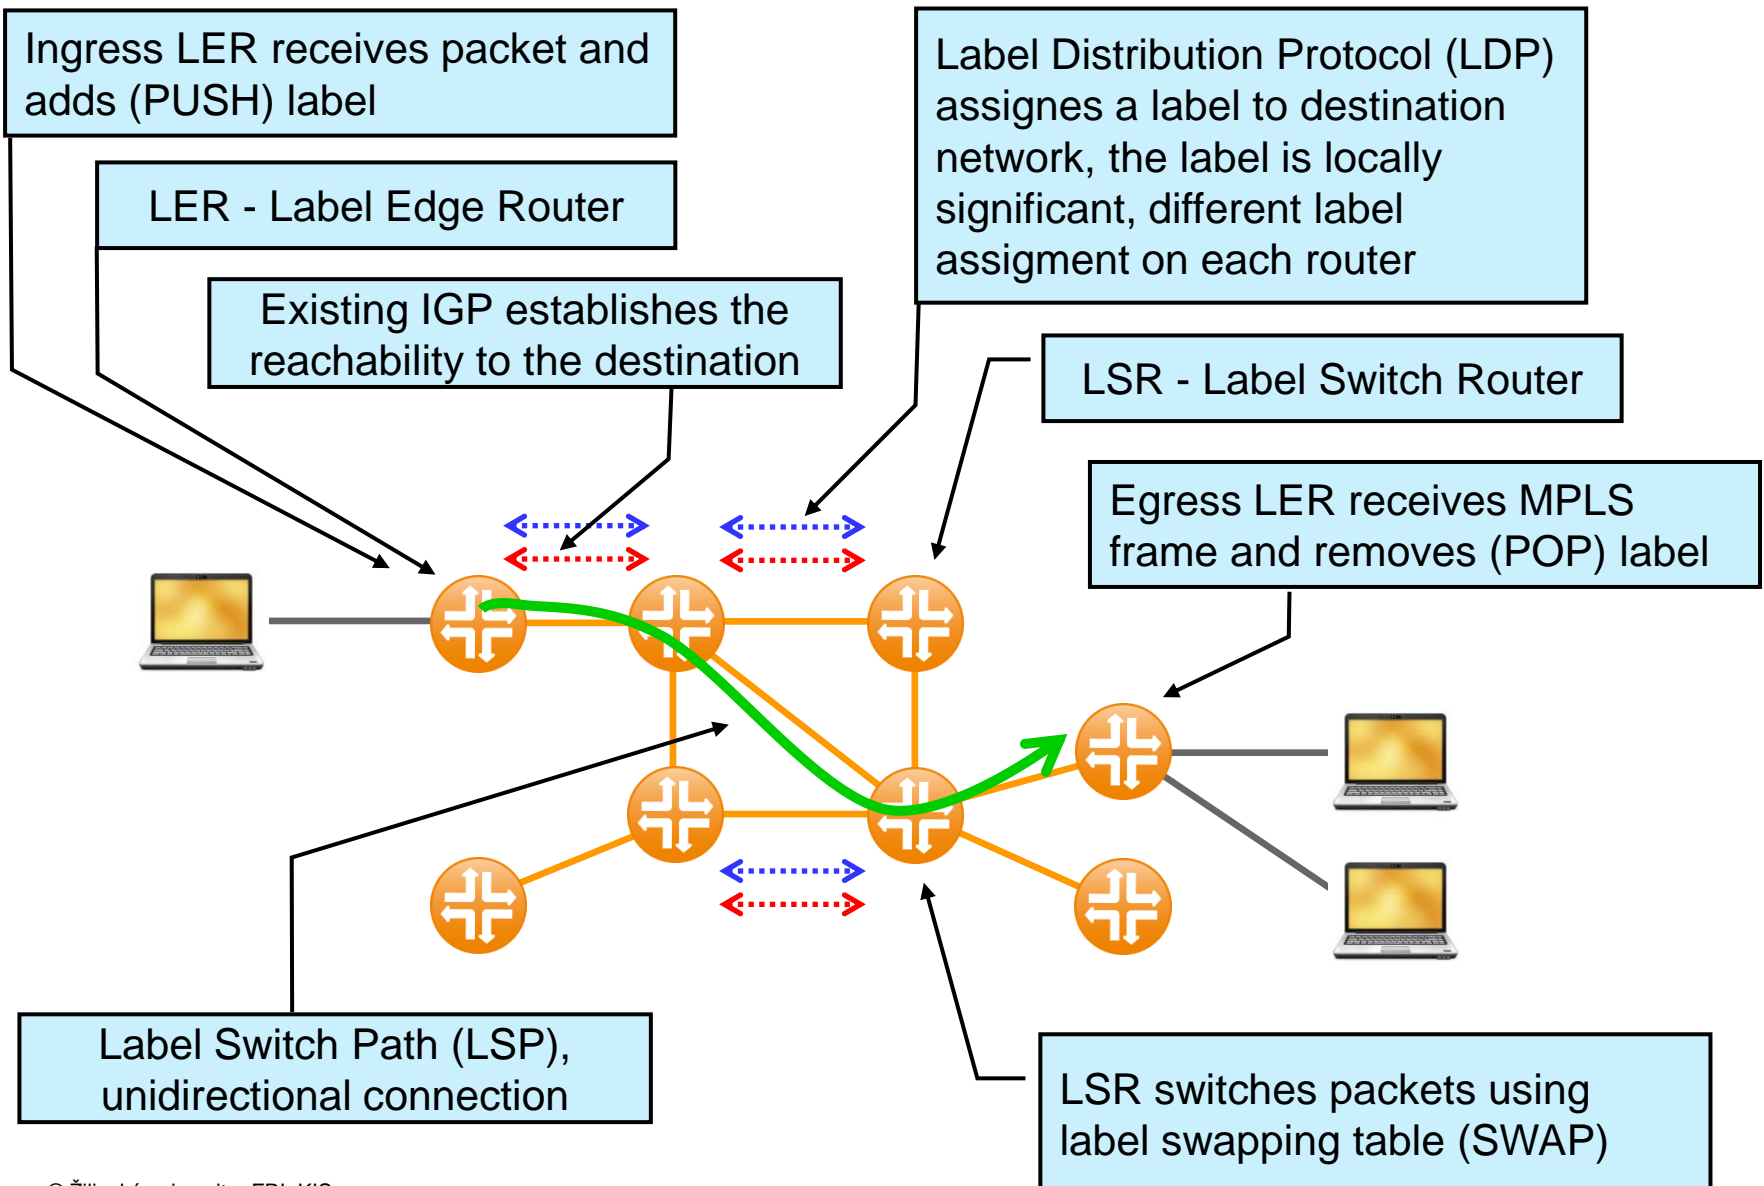 Ingress LER receives packet and
adds (PUSH) label
LER - Label Edge Router
Existing IGP establishes the
reachability to the destination
Label Distribution Protocol (LDP)
assignes a label to destination
network, the label is locally
significant, different label
assigment on each router
LSR - Label Switch Router
Egress LER receives MPLS
frame and removes (POP) label
Label Switch Path (LSP),
unidirectional connection
LSR switches packets using
label swapping table (SWAP)